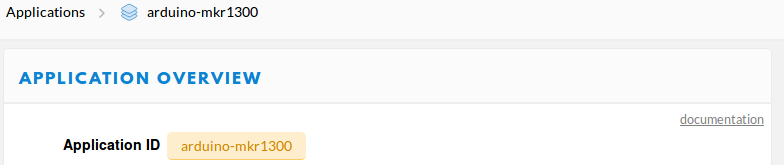 Applications > arduino-mkr1300
APPLICATION OVERVIEW
documentation
Application ID arduino-mkr1300